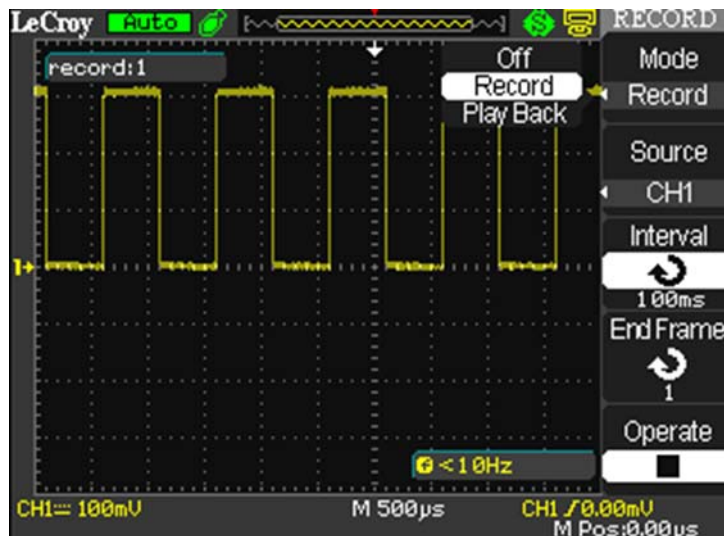 LeCroy Auto
RECORD
record:1
Off
Record
Play Back
Mode
Record
Source
CH1
Interval
100ms
End Frame
1
Operate
1
<10Hz
CH1 100mV
M 500µs
CH1 0.00mV
M Pos:0.00µs